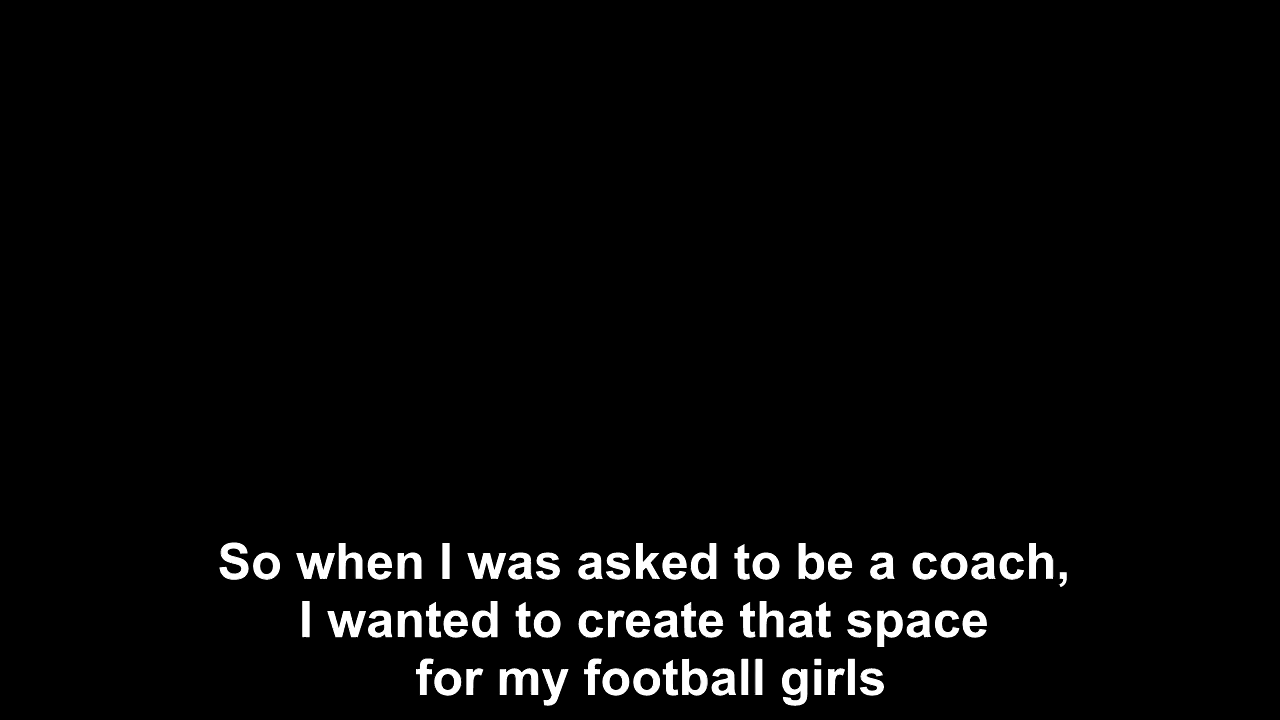 So when I was asked to be a coach,
I wanted to create that space
for my football girls